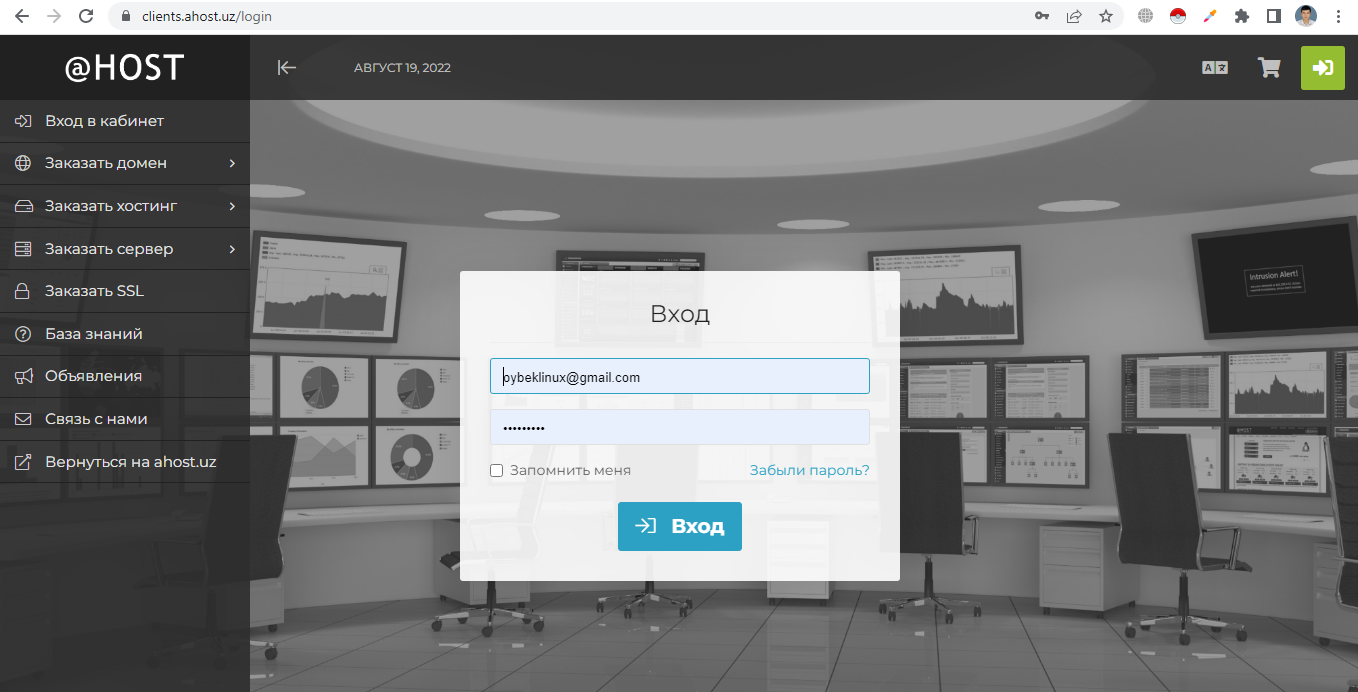 clients.ahost.uz/login
@HOST
АВГУСТ 19, 2022
Вход в кабинет
Заказать домен
Заказать хостинг
Заказать сервер
Заказать SSL
База знаний
Объявления
Связь с нами
Вернуться на ahost.uz
Intrusion Alert!
Вход
oybeklinux@gmail.com
•••••••••
Запомнить меня
Забыли пароль?
Вход